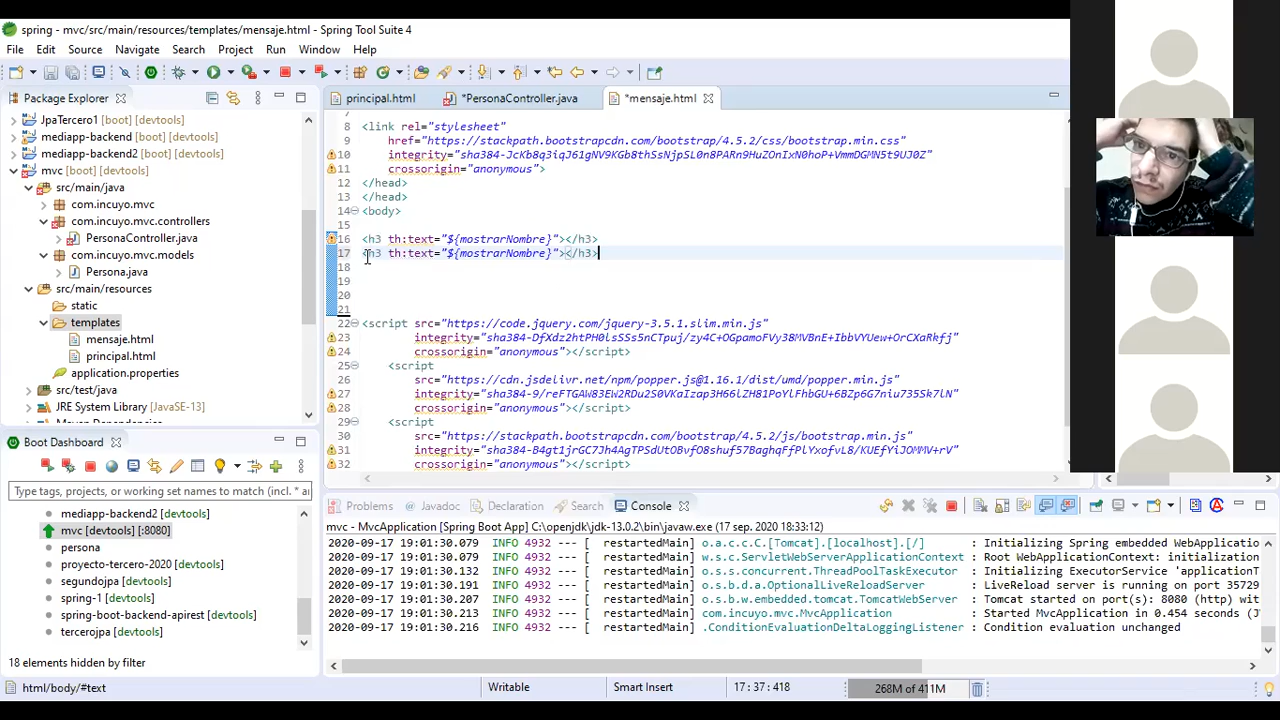 spring - mvc/src/main/resources/templates/mensaje.html - Spring Tool Suite 4
File Edit Source Navigate Search Project Run Window Help
Package Explorer
JpaTercero1 [boot] [devtools]
mediapp-backend [boot] [devtools]
mediapp-backend2 [boot] [devtools]
mvc [boot] [devtools]
src/main/java
com.incuyo.mvc
com.incuyo.mvc.controllers
PersonaController.java
com.incuyo.mvc.models
Persona.java
src/main/resources
static
templates
mensaje.html
principal.html
application.properties
src/test/java
JRE System Library [JavaSE-13]
principal.html *PersonaController.java *mensaje.html
8 <link rel="stylesheet"
9 href="https://stackpath.bootstrapcdn.com/bootstrap/4.5.2/css/bootstrap.min.css"
10 integrity="sha384-JcKb8q3iqJ61gNV9KGb8thSsNjpSL0n8PARn9HuZOnIxN0hoP+VmmDGMN5t9UJ0Z"
11 crossorigin="anonymous">
12 </head>
13 </head>
14 <body>
15
16 <h3 th:text="${mostrarNombre}"></h3>
17 <h3 th:text="${mostrarNombre}"></h3>
18
19
20
21
22 <script src="https://code.jquery.com/jquery-3.5.1.slim.min.js"
23 integrity="sha384-DfXdz2htPH0lsSSs5nCTpuj/zy4C+OGpamoFVy38MVBnE+IbbVYUew+OrCXaRkfj"
24 crossorigin="anonymous"></script>
25 <script
26 src="https://cdn.jsdelivr.net/npm/popper.js@1.16.1/dist/umd/popper.min.js"
27 integrity="sha384-9/reFTGAW83EW2RDu2S0VKaIzap3H66lZH81PoYlFhbGU+6BZp6G7niu735Sk7lN"
28 crossorigin="anonymous"></script>
29 <script
30 src="https://stackpath.bootstrapcdn.com/bootstrap/4.5.2/js/bootstrap.min.js"
31 integrity="sha384-B4gt1jrGC7Jh4AgTPSdUtOBvfO8shuf57BaghqFfPlYxofvL8/KUEfYiJOMMV+rV"
32 crossorigin="anonymous"></script>
Boot Dashboard
Type tags, projects, or working set names to match (incl. *
mediapp-backend2 [devtools]
mvc [devtools] [:8080]
persona
proyecto-tercero-2020 [devtools]
segundojpa [devtools]
spring-1 [devtools]
spring-boot-backend-apirest [devtools]
tercerojpa [devtools]
18 elements hidden by filter
Problems Javadoc Declaration Search Console
mvc - MvcApplication [Spring Boot App] C:\openjdk\jdk-13.0.2\bin\javaw.exe (17 sep. 2020 18:33:12)
2020-09-17 19:01:30.079 INFO 4932 --- [ restartedMain] o.a.c.c.C.[Tomcat].[localhost].[/] : Initializing Spring embedded WebApplicatio
2020-09-17 19:01:30.079 INFO 4932 --- [ restartedMain] w.s.c.ServletWebServerApplicationContext : Root WebApplicationContext: initialization
2020-09-17 19:01:30.132 INFO 4932 --- [ restartedMain] o.s.s.concurrent.ThreadPoolTaskExecutor : Initializing ExecutorService 'applicationT
2020-09-17 19:01:30.191 INFO 4932 --- [ restartedMain] o.s.b.d.a.OptionalLiveReloadServer : LiveReload server is running on port 35729
2020-09-17 19:01:30.207 INFO 4932 --- [ restartedMain] o.s.b.w.embedded.tomcat.TomcatWebServer : Tomcat started on port(s): 8080 (http) wit
2020-09-17 19:01:30.213 INFO 4932 --- [ restartedMain] com.incuyo.mvc.MvcApplication : Started MvcApplication in 0.454 seconds (J
2020-09-17 19:01:30.216 INFO 4932 --- [ restartedMain] .ConditionEvaluationDeltaLoggingListener : Condition evaluation unchanged
html/body/#text Writable Smart Insert 17 : 37 : 418 268M of 411M